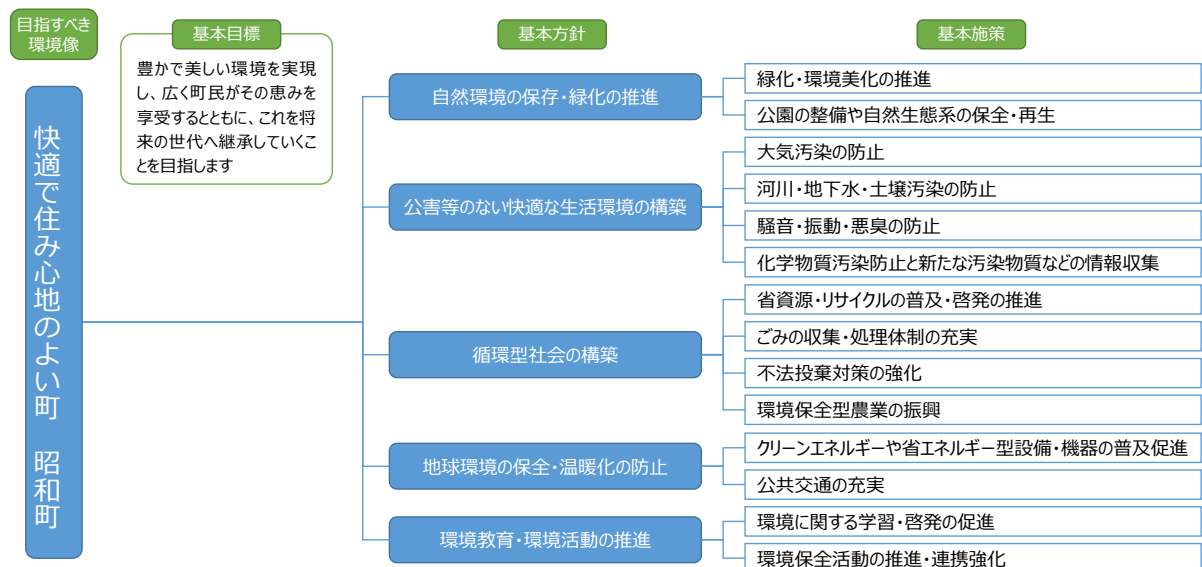 目指すべき
環境像
基本目標
基本方針
基本施策
快適で住み心地のよい町　昭和町
豊かで美しい環境を実現
し、広く町民がその恵みを
享受するとともに、これを将
来の世代へ継承していくこ
とを目指します
自然環境の保存・緑化の推進
緑化・環境美化の推進
公園の整備や自然生態系の保全・再生
公害等のない快適な生活環境の構築
大気汚染の防止
河川・地下水・土壌汚染の防止
騒音・振動・悪臭の防止
化学物質汚染防止と新たな汚染物質などの情報収集
循環型社会の構築
省資源・リサイクルの普及・啓発の推進
ごみの収集・処理体制の充実
不法投棄対策の強化
環境保全型農業の振興
地球環境の保全・温暖化の防止
クリーンエネルギーや省エネルギー型設備・機器の普及促進
公共交通の充実
環境教育・環境活動の推進
環境に関する学習・啓発の促進
環境保全活動の推進・連携強化